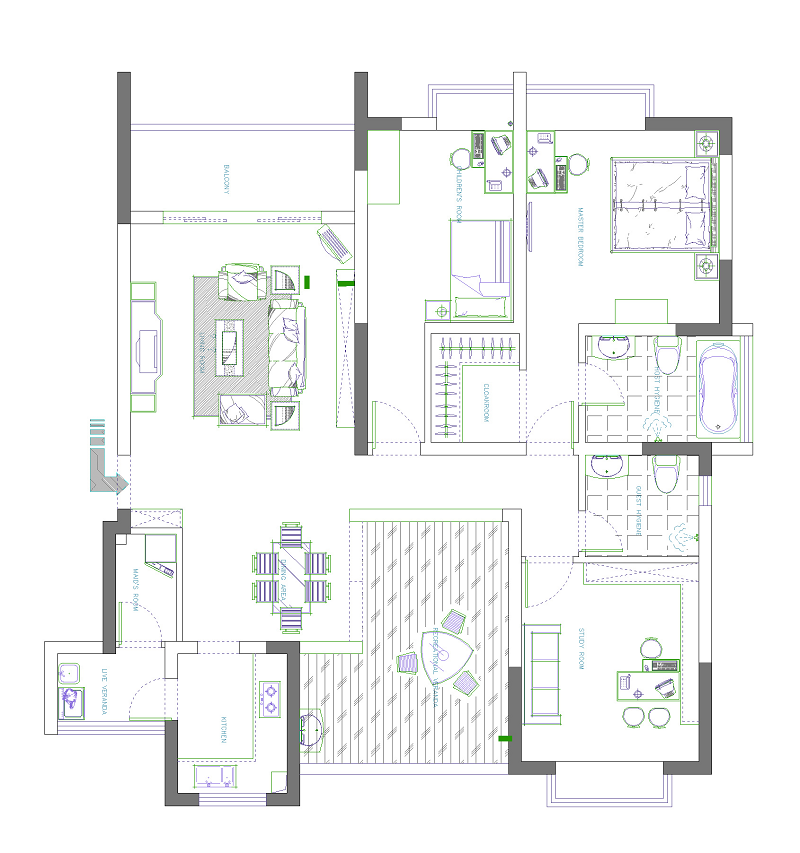 BALCONY
CHILDREN'S ROOM
MASTER BEDROOM
LIVING ROOM
CLOAKROOM
HOST HYGIENE
GUEST HYGIENE
DINING AREA
MAID'S ROOM
RECREATIONAL VERANDA
STUDY ROOM
LIVE VERANDA
KITCHEN